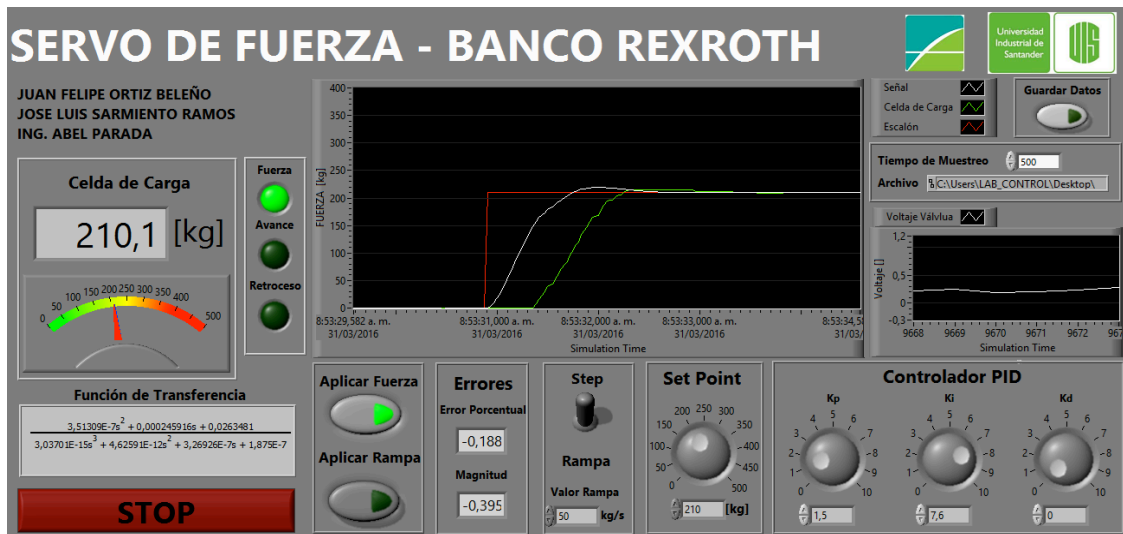 SERVO DE FUERZA - BANCO REXROTH
Universidad
Industrial de
Santander
UIS
JUAN FELIPE ORTIZ BELEÑO
JOSE LUIS SARMIENTO RAMOS
ING. ABEL PARADA
Celda de Carga
210,1 [kg]
0 50 100 150 200 250 300 350 400 500
Fuerza
Avance
Retroceso
FUERZA [kg]
400
350
300
250
200
150
100
50
0
8:53:29,582 a. m. 8:53:31,000 a. m. 8:53:32,000 a. m. 8:53:33,000 a. m. 8:53:34,5
31/03/2016 31/03/2016 31/03/2016 31/03/2016 31/03/
Simulation Time
Señal
Celda de Carga
Escalón
Guardar Datos
Tiempo de Muestreo 500
Archivo C:\Users\LAB_CONTROL\Desktop\
Voltaje Válvlua
Voltaje []
1,2
0,5
0
-0,3
9668 9669 9670 9671 9672 967
Simulation Time
Función de Transferencia
3,51309E-7s² + 0,000245916s + 0,0263481
3,03701E-15s³ + 4,62591E-12s² + 3,26926E-7s + 1,875E-7
STOP
Aplicar Fuerza
Aplicar Rampa
Errores
Error Porcentual
-0,188
Magnitud
-0,395
Step
Rampa
Valor Rampa
50 kg/s
Set Point
0 50 100 150 200 250 300 350 400 450 500
210 [kg]
Controlador PID
Kp
0 1 2 3 4 5 6 7 8 9 10
1,5
Ki
0 1 2 3 4 5 6 7 8 9 10
7,6
Kd
0 1 2 3 4 5 6 7 8 9 10
0